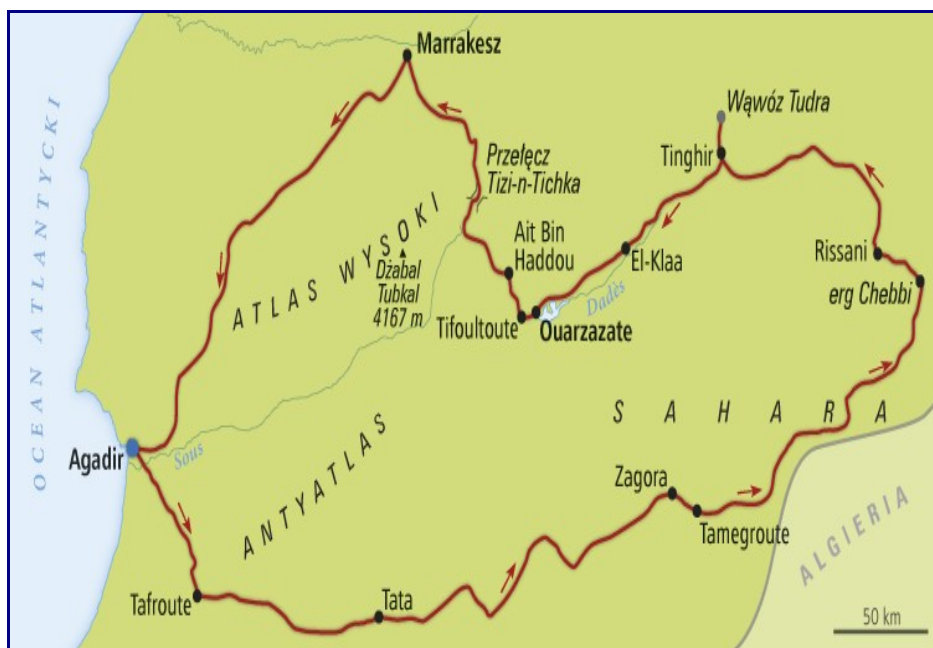 Marrakesz
Wąwóz Tudra
Tinghir
Przełęcz
Tizi-n-Tichka
OCEAN ATLANTYCKI
ATLAS WYSOKI
Dżabal
Tubkal
4167 m
Ait Bin
Haddou
El-Klaa
Rissani
erg Chebbi
Dadès
Tifoultoute
Ouarzazate
SAHARA
Agadir
Sous
ANTYATLAS
Zagora
Tamegroute
ALGIERIA
Tafroute
Tata
50 km